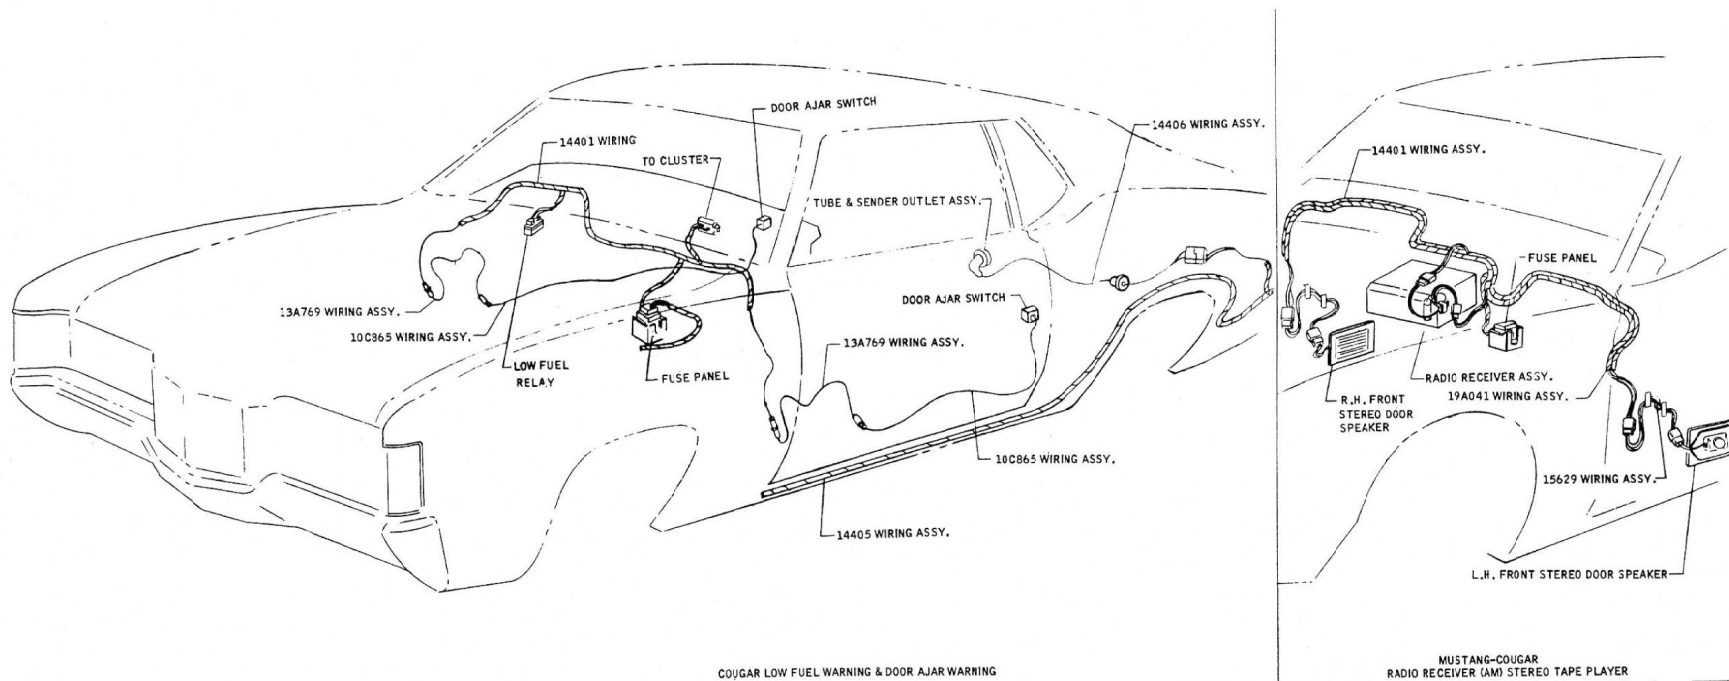 DOOR AJAR SWITCH
14401 WIRING
TO CLUSTER
14406 WIRING ASSY.
TUBE & SENDER OUTLET ASSY.
DOOR AJAR SWITCH
13A769 WIRING ASSY.
10C865 WIRING ASSY.
LOW FUEL
RELAY
FUSE PANEL
13A769 WIRING ASSY.
10C865 WIRING ASSY.
14405 WIRING ASSY.
COUGAR LOW FUEL WARNING & DOOR AJAR WARNING
14401 WIRING ASSY.
FUSE PANEL
RADIO RECEIVER ASSY.
19A041 WIRING ASSY.
R.H. FRONT
STEREO DOOR
SPEAKER
15629 WIRING ASSY.
L.H. FRONT STEREO DOOR SPEAKER
MUSTANG-COUGAR
RADIO RECEIVER (AM) STEREO TAPE PLAYER